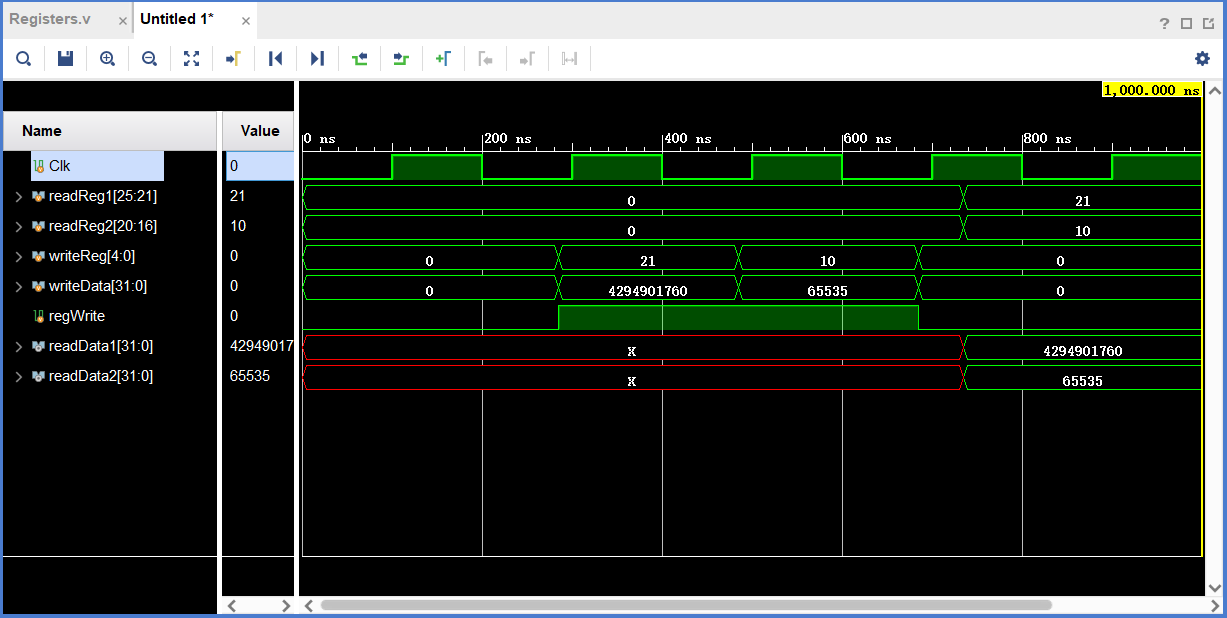 Registers.v × Untitled 1* × ?
1,000.000 ns
Name Value
0 ns 200 ns 400 ns 600 ns 800 ns
Clk 0
readReg1[25:21] 21 0 21
readReg2[20:16] 10 0 10
writeReg[4:0] 0 0 21 10 0
writeData[31:0] 0 0 4294901760 65535 0
regWrite 0
readData1[31:0] 42949017 X 4294901760
readData2[31:0] 65535 X 65535